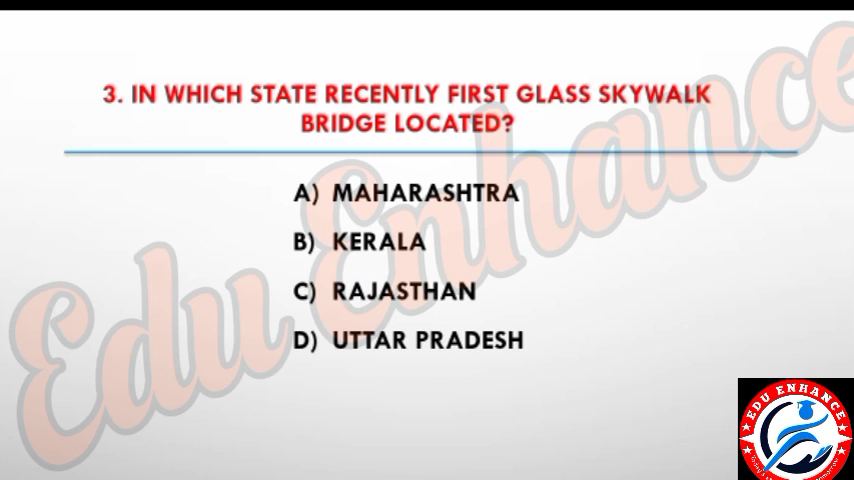 3. IN WHICH STATE RECENTLY FIRST GLASS SKYWALK
BRIDGE LOCATED?
A) MAHARASHTRA
B) KERALA
C) RAJASTHAN
D) UTTAR PRADESH
Edu Enhance
EDU ENHANCE